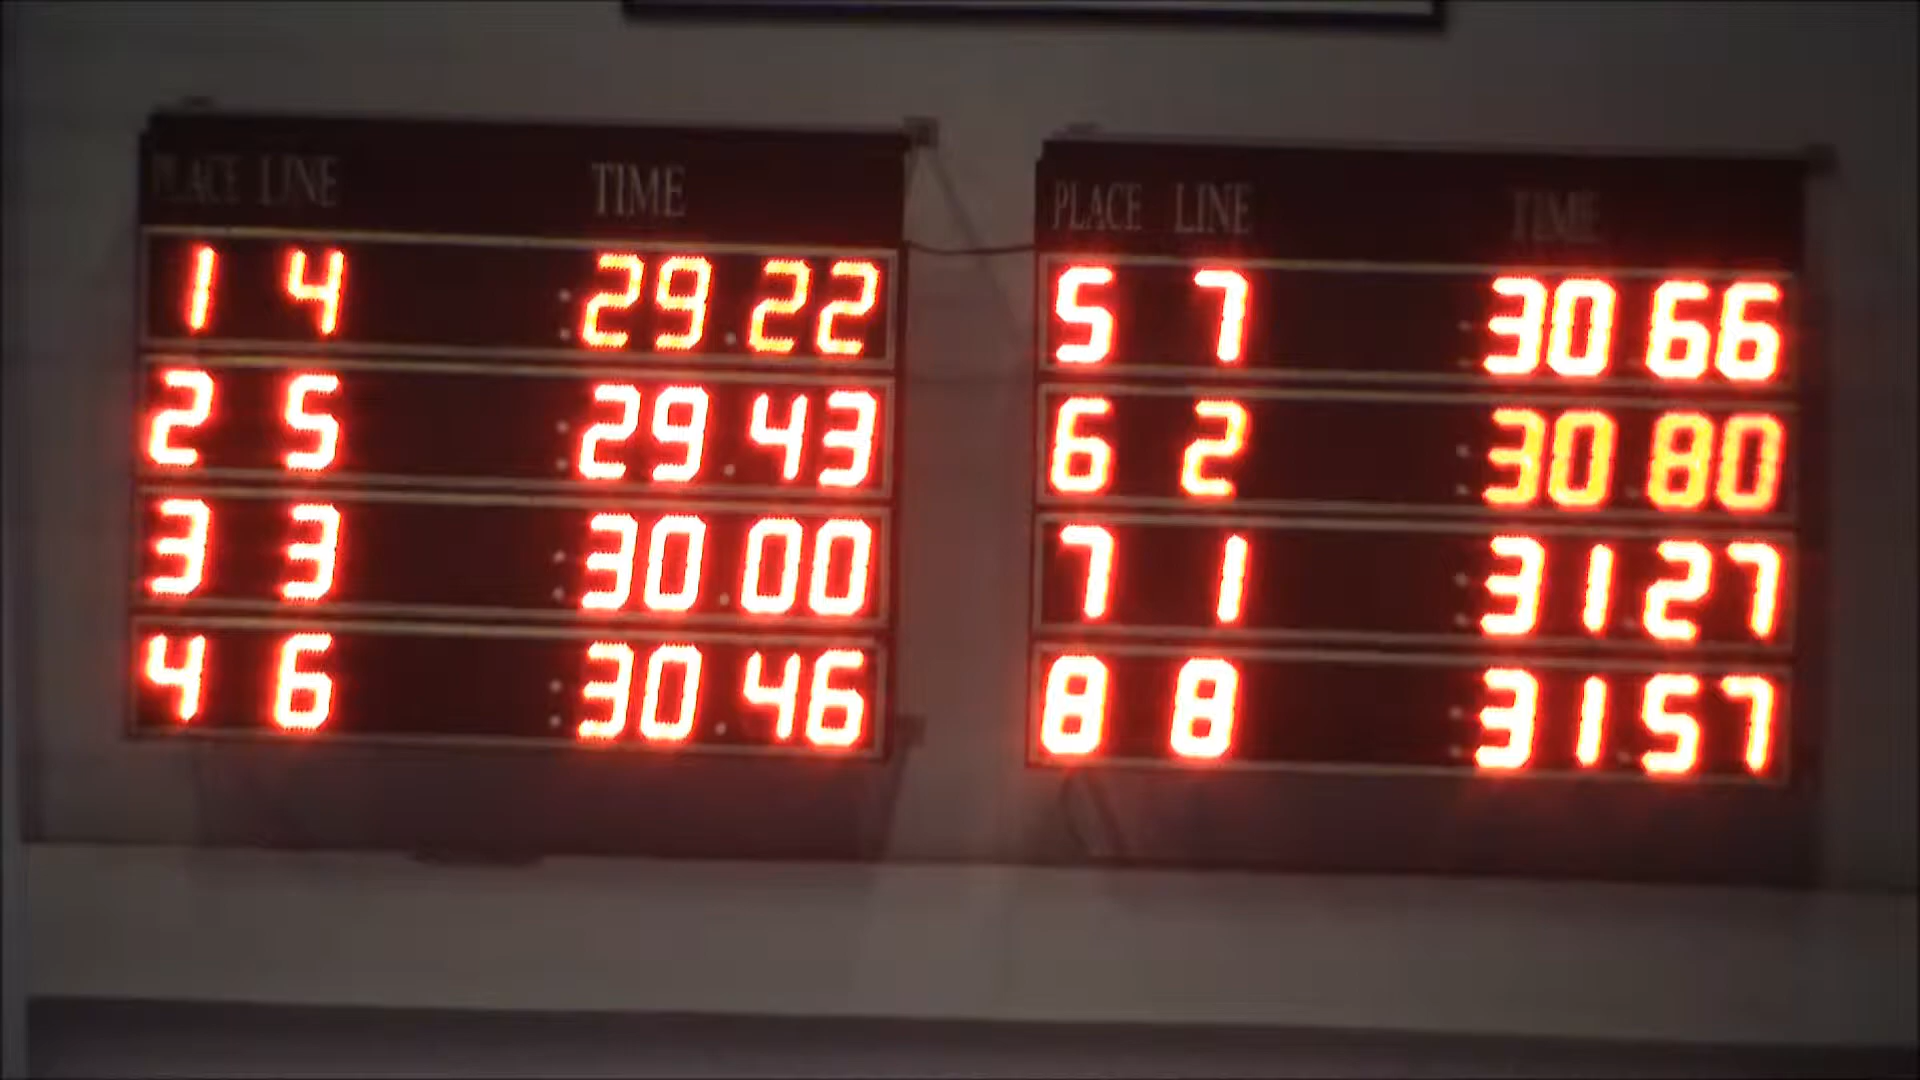 PLACE LINE TIME
1 4 :29.22
2 5 :29.43
3 3 :30.00
4 6 :30.46
PLACE LINE TIME
5 7 :30.66
6 2 :30.80
7 1 :31.27
8 8 :31.57